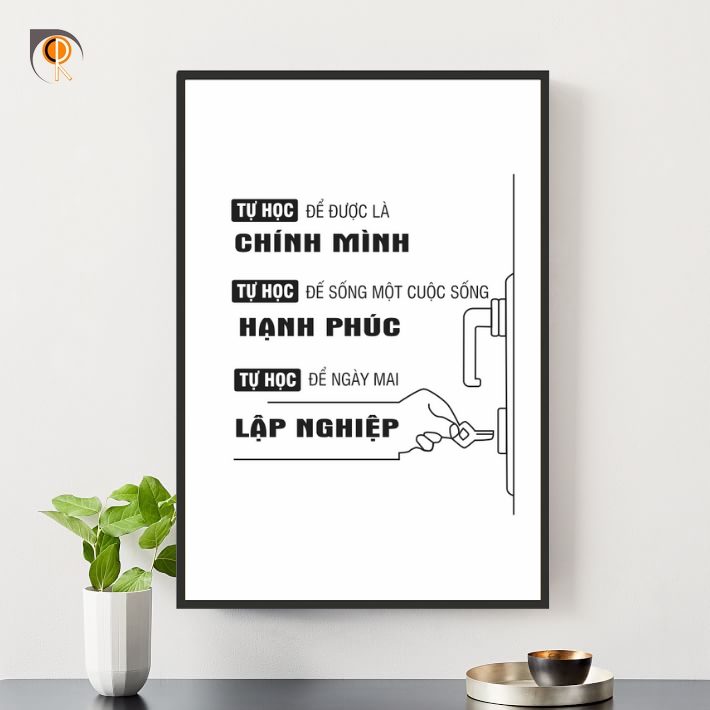 TỰ HỌC ĐỂ ĐƯỢC LÀ
CHÍNH MÌNH
TỰ HỌC ĐỂ SỐNG MỘT CUỘC SỐNG
HẠNH PHÚC
TỰ HỌC ĐỂ NGÀY MAI
LẬP NGHIỆP